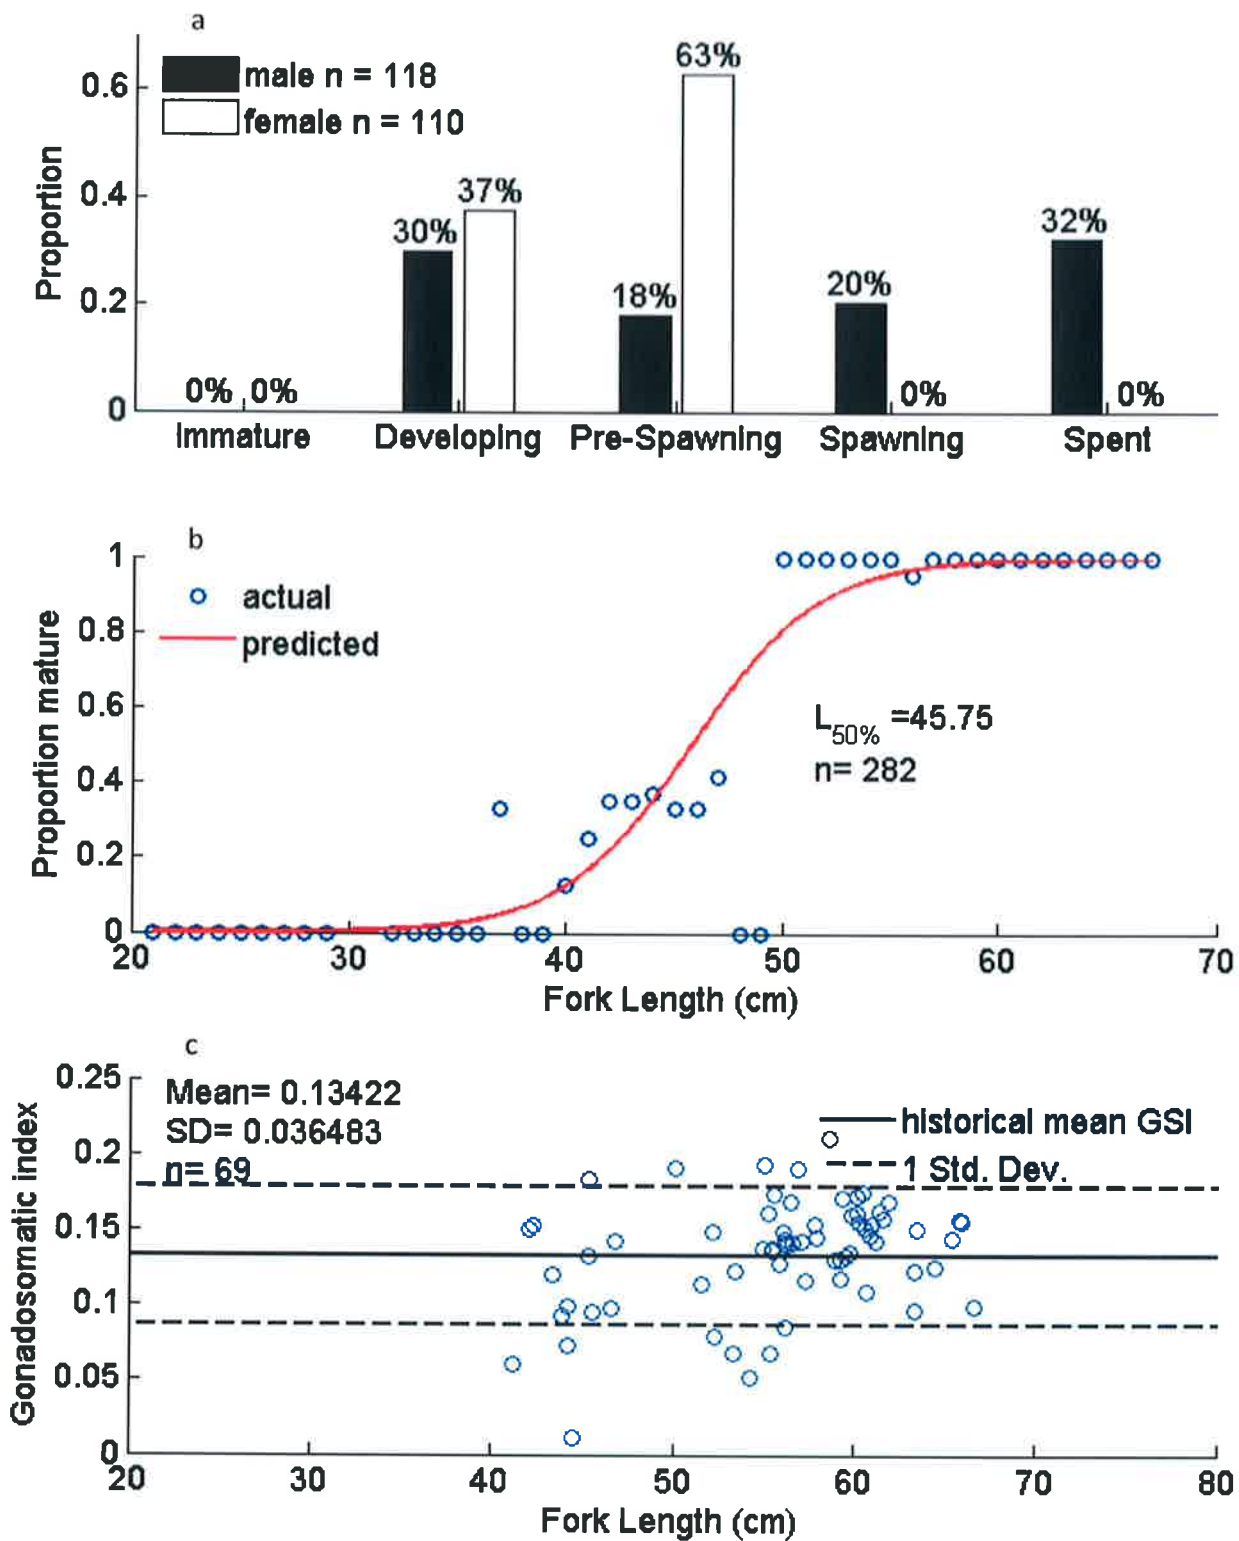 a
male n = 118
female n = 110
Proportion
0.6
0.4
0.2
0
0% 0%
30%
37%
18%
63%
20%
0%
32%
0%
Immature Developing Pre-Spawning Spawning Spent
b
actual
predicted
Proportion mature
1
0.8
0.6
0.4
0.2
0
L50% =45.75
n= 282
20 30 40 50 60 70
Fork Length (cm)
c
Mean= 0.13422
SD= 0.036483
n= 69
historical mean GSI
1 Std. Dev.
Gonadosomatic index
0.25
0.2
0.15
0.1
0.05
0
20 30 40 50 60 70 80
Fork Length (cm)